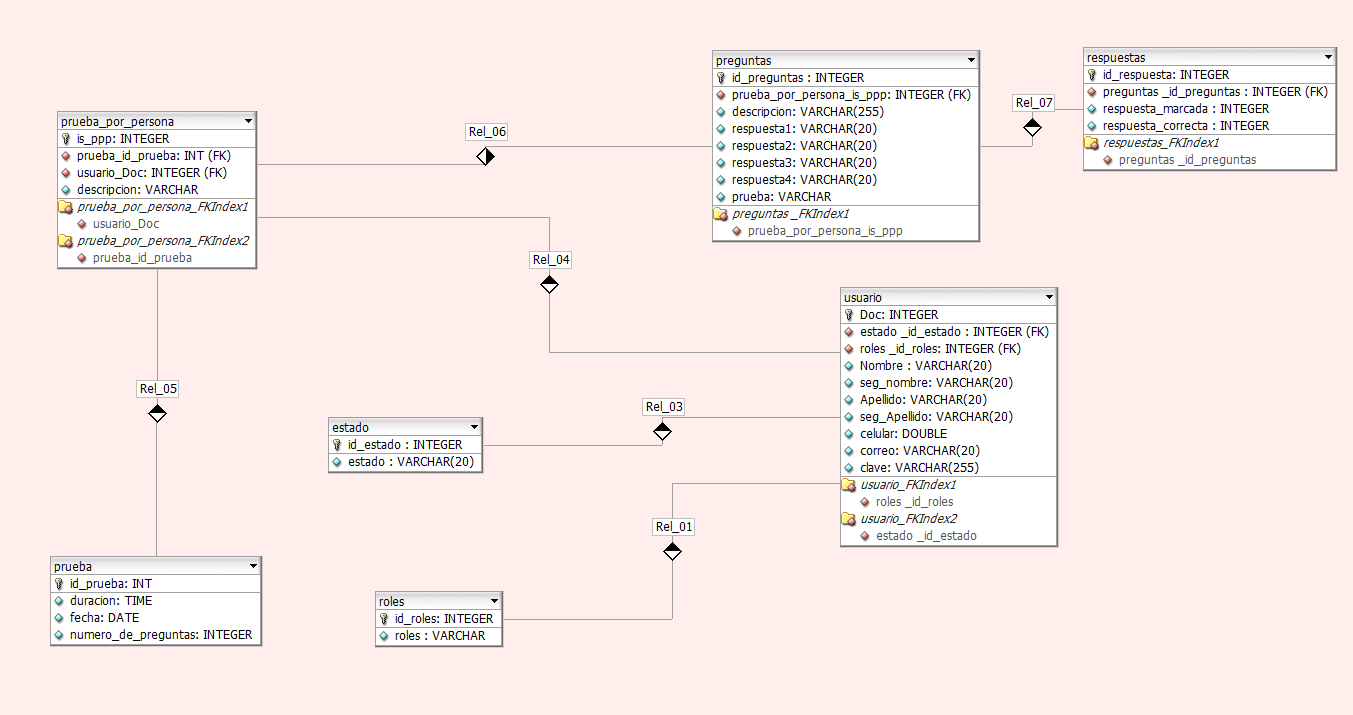 prueba_por_persona
is_ppp: INTEGER
prueba_id_prueba: INT (FK)
usuario_Doc: INTEGER (FK)
descripcion: VARCHAR
prueba_por_persona_FKIndex1
usuario_Doc
prueba_por_persona_FKIndex2
prueba_id_prueba
Rel_06
preguntas
id_preguntas : INTEGER
prueba_por_persona_is_ppp: INTEGER (FK)
descripcion: VARCHAR(255)
respuesta1: VARCHAR(20)
respuesta2: VARCHAR(20)
respuesta3: VARCHAR(20)
respuesta4: VARCHAR(20)
prueba: VARCHAR
preguntas _FKIndex1
prueba_por_persona_is_ppp
Rel_07
respuestas
id_respuesta: INTEGER
preguntas _id_preguntas : INTEGER (FK)
respuesta_marcada : INTEGER
respuesta_correcta : INTEGER
respuestas_FKIndex1
preguntas _id_preguntas
Rel_04
usuario
Doc: INTEGER
estado _id_estado : INTEGER (FK)
roles _id_roles: INTEGER (FK)
Nombre : VARCHAR(20)
seg_nombre: VARCHAR(20)
Apellido: VARCHAR(20)
seg_Apellido: VARCHAR(20)
celular: DOUBLE
correo: VARCHAR(20)
clave: VARCHAR(255)
usuario_FKIndex1
roles _id_roles
usuario_FKIndex2
estado _id_estado
Rel_05
Rel_03
estado
id_estado : INTEGER
estado : VARCHAR(20)
Rel_01
prueba
id_prueba: INT
duracion: TIME
fecha: DATE
numero_de_preguntas: INTEGER
roles
id_roles: INTEGER
roles : VARCHAR